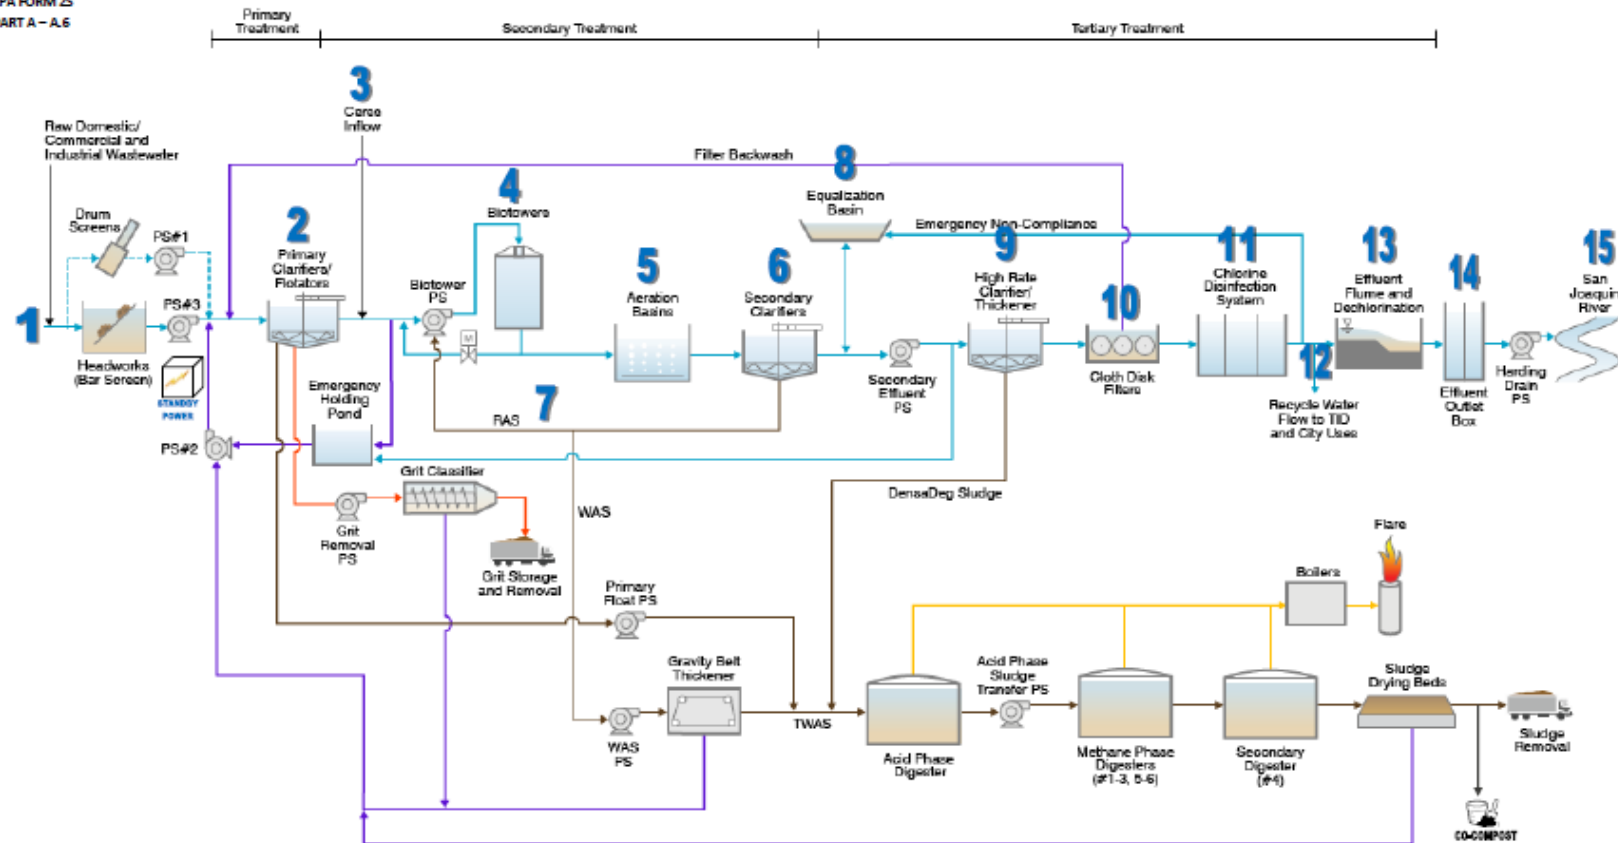 PA FORM 2S
ART A – A.6
Primary
Treatment
Secondary Treatment
Tertiary Treatment
3
Ceres
Inflow
Raw Domestic/
Commercial and
Industrial Wastewater
Filter Backwash
8
Equalization
Basin
4
Biotowers
Emergency Non-Compliance
Drum
Screens
PS#1
2
Primary
Clarifiers/
Flotators
9
High Rate
Clarifier/
Thickener
11
Chlorine
Disinfection
System
13
Effluent
Flume and
Dechlorination
14
15
San
Joaquin
River
5
Aeration
Basins
6
Secondary
Clarifiers
Biotower
PS
10
1
PS#3
M
Headworks
(Bar Screen)
STANDBY
POWER
Emergency
Holding
Pond
7
RAS
Secondary
Effluent
PS
Cloth Disk
Filters
12
Recycle Water
Flow to TID
and City Uses
Effluent
Outlet
Box
Harding
Drain
PS
PS#2
Grit Classifier
DensaDeg Sludge
WAS
Grit
Removal
PS
Grit Storage
and Removal
Flare
Boilers
Primary
Float PS
Gravity Belt
Thickener
Acid Phase
Sludge
Transfer PS
Sludge
Drying Beds
TWAS
WAS
PS
Acid Phase
Digester
Methane Phase
Digesters
(#1-3, 5-6)
Secondary
Digester
(#4)
Sludge
Removal
CO-COMPOST